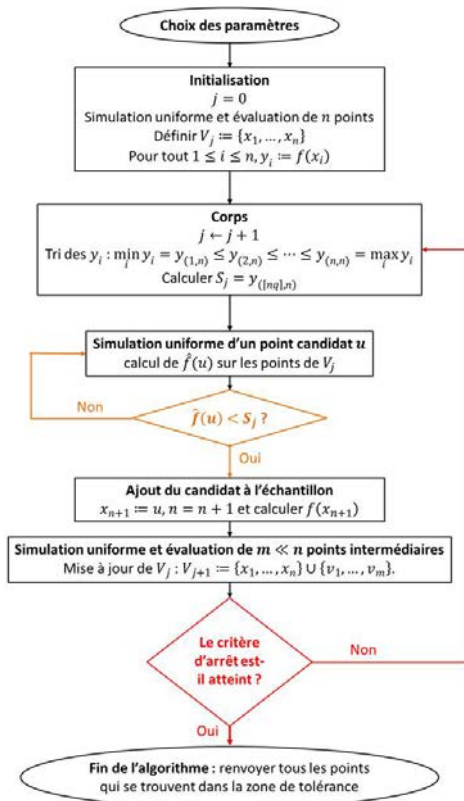 Choix des paramètres
Initialisation
j = 0
Simulation uniforme et évaluation de n points
Définir V_j ≔ {x_1, …, x_n}
Pour tout 1 ≤ i ≤ n, y_i ≔ f(x_i)
Corps
j ← j + 1
Tri des y_i : min_i y_i = y_(1,n) ≤ y_(2,n) ≤ ⋯ ≤ y_(n,n) = max_i y_i
Calculer S_j = y_([nq],n)
Simulation uniforme d'un point candidat u
calcul de f̂(u) sur les points de V_j
Non
f̂(u) < S_j ?
Oui
Ajout du candidat à l'échantillon
x_{n+1} ≔ u, n = n + 1 et calculer f(x_{n+1})
Simulation uniforme et évaluation de m ≪ n points intermédiaires
Mise à jour de V_j : V_{j+1} ≔ {x_1, …, x_n} ∪ {v_1, …, v_m}.
Le critère
d'arrêt est-
il atteint ?
Non
Oui
Fin de l'algorithme : renvoyer tous les points
qui se trouvent dans la zone de tolérance